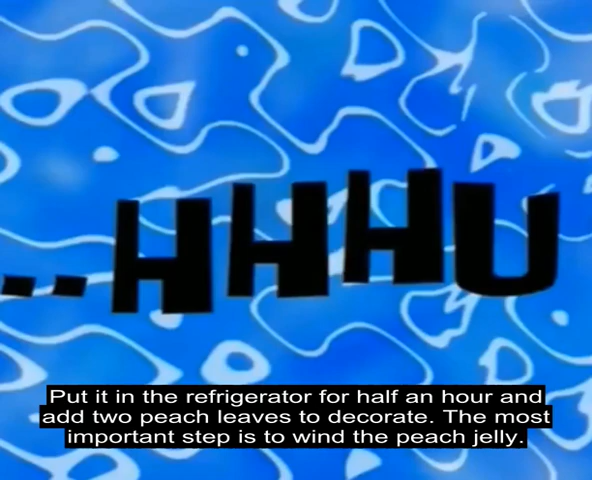 ..HHHU
Put it in the refrigerator for half an hour and
add two peach leaves to decorate. The most
important step is to wind the peach jelly.